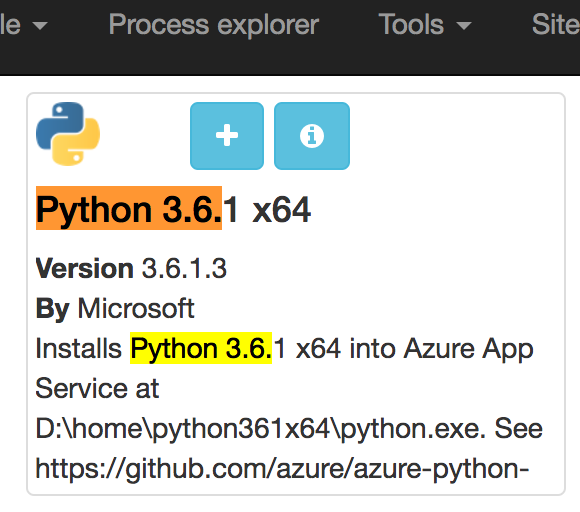 le Process explorer Tools Site
Python 3.6.1 x64
Version 3.6.1.3
By Microsoft
Installs Python 3.6.1 x64 into Azure App
Service at
D:\home\python361x64\python.exe. See
https://github.com/azure/azure-python-